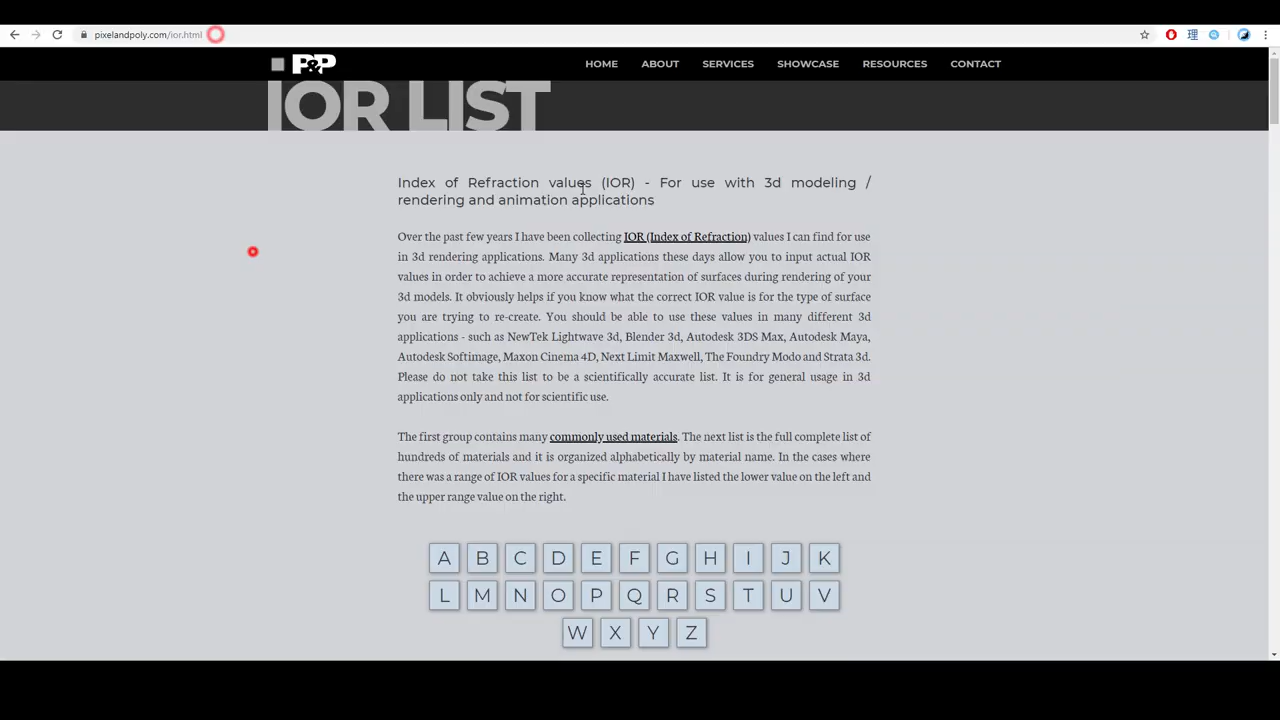 pixelandpoly.com/ior.html
理
P&P
HOME ABOUT SERVICES SHOWCASE RESOURCES CONTACT
IOR LIST
Index of Refraction values (IOR) - For use with 3d modeling /
rendering and animation applications
Over the past few years I have been collecting IOR (Index of Refraction) values I can find for use
in 3d rendering applications. Many 3d applications these days allow you to input actual IOR
values in order to achieve a more accurate representation of surfaces during rendering of your
3d models. It obviously helps if you know what the correct IOR value is for the type of surface
you are trying to re-create. You should be able to use these values in many different 3d
applications - such as NewTek Lightwave 3d, Blender 3d, Autodesk 3DS Max, Autodesk Maya,
Autodesk Softimage, Maxon Cinema 4D, Next Limit Maxwell, The Foundry Modo and Strata 3d.
Please do not take this list to be a scientifically accurate list. It is for general usage in 3d
applications only and not for scientific use.
The first group contains many commonly used materials. The next list is the full complete list of
hundreds of materials and it is organized alphabetically by material name. In the cases where
there was a range of IOR values for a specific material I have listed the lower value on the left and
the upper range value on the right.
A B C D E F G H I J K
L M N O P Q R S T U V
W X Y Z